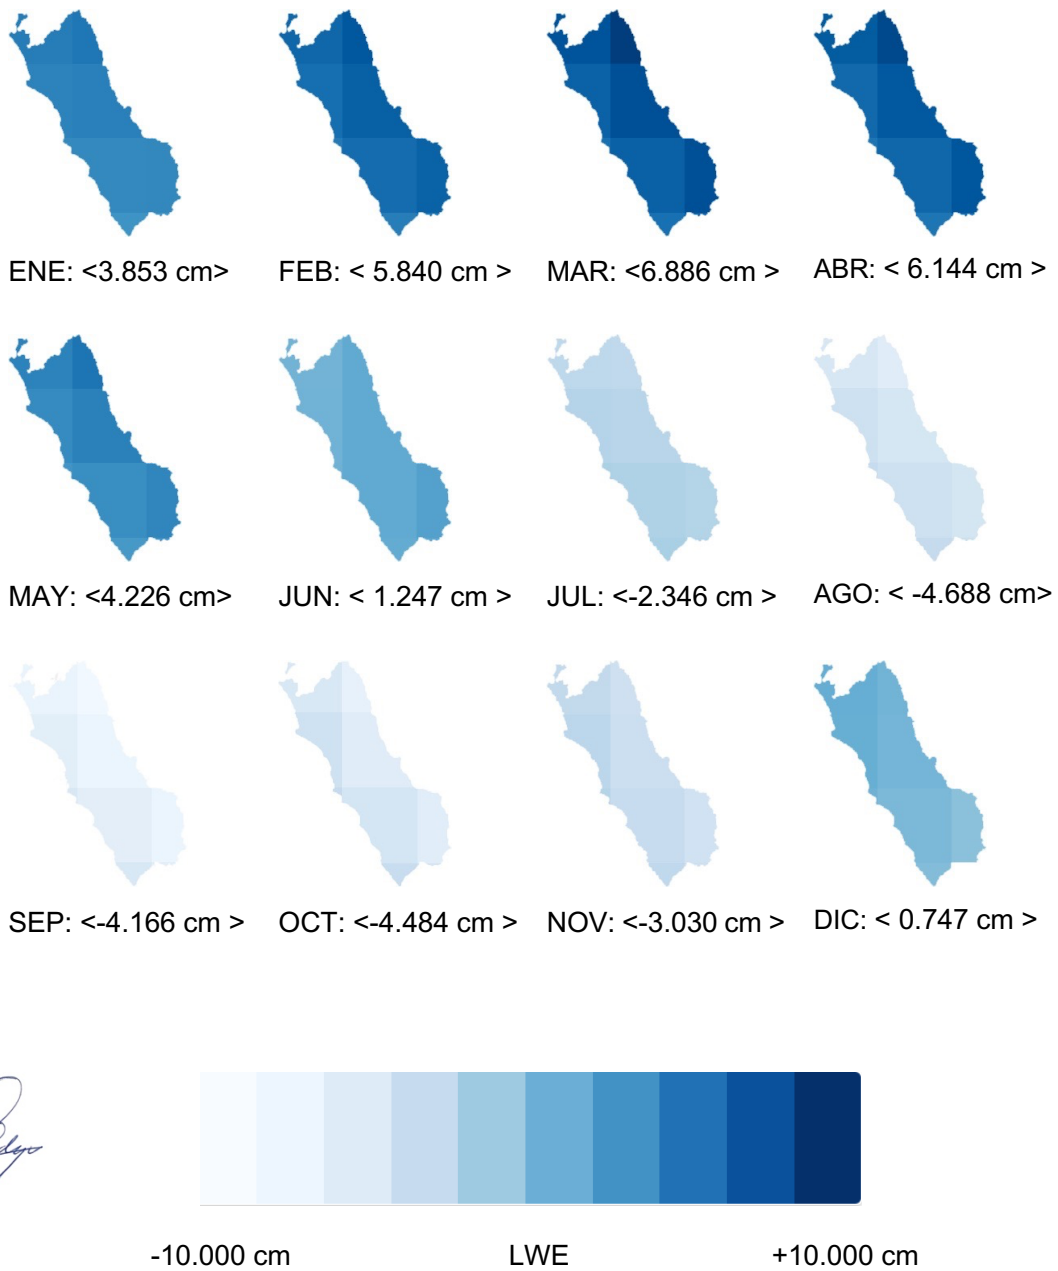 ENE: <3.853 cm> FEB: < 5.840 cm > MAR: <6.886 cm > ABR: < 6.144 cm >
MAY: <4.226 cm> JUN: < 1.247 cm > JUL: <-2.346 cm > AGO: < -4.688 cm>
SEP: <-4.166 cm > OCT: <-4.484 cm > NOV: <-3.030 cm > DIC: < 0.747 cm >
-10.000 cm LWE +10.000 cm